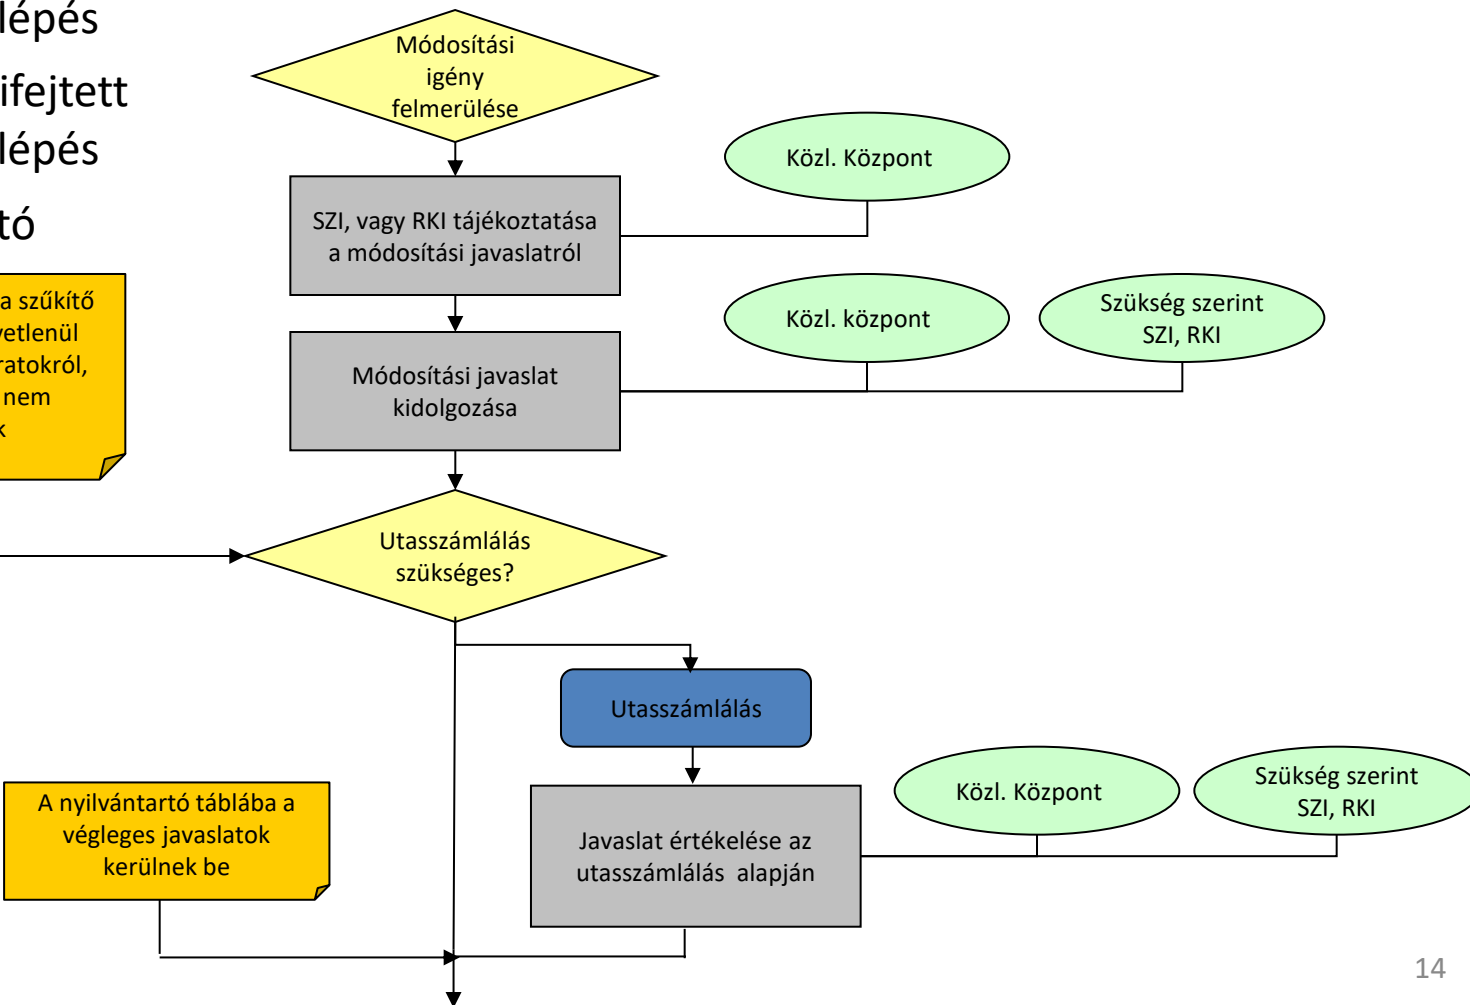 lépés
ifejtett
lépés
tó
a szűkítő
vetlenül
ratokról,
nem
k
Módosítási
igény
felmerülése
Közl. Központ
SZI, vagy RKI tájékoztatása
a módosítási javaslatról
Közl. központ
Szükség szerint
SZI, RKI
Módosítási javaslat
kidolgozása
Utasszámlálás
szükséges?
Utasszámlálás
A nyilvántartó táblába a
végleges javaslatok
kerülnek be
Közl. Központ
Szükség szerint
SZI, RKI
Javaslat értékelése az
utasszámlálás alapján
14